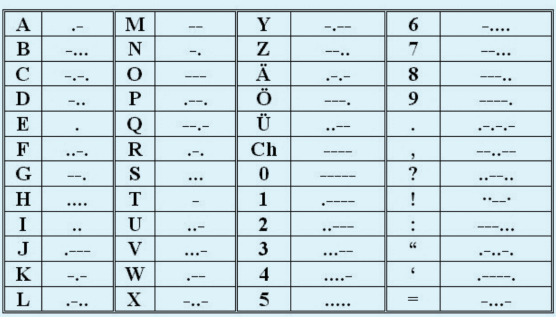 A .- M -- Y -.-- 6 -....
B -... N -. Z --.. 7 --...
C -.-. O --- Ä .-.- 8 ---..
D -.. P .--. Ö ---. 9 ----.
E . Q --.- Ü ..-- . .-.-.-
F ..-. R .-. Ch ---- , --..--
G --. S ... 0 ----- ? ..--..
H .... T - 1 .---- ! ..--.
I .. U ..- 2 ..--- : ---...
J .--- V ...- 3 ...-- “ .-..-.
K -.- W .-- 4 ....- ‘ .----.
L .-.. X -..- 5 ..... = -...-